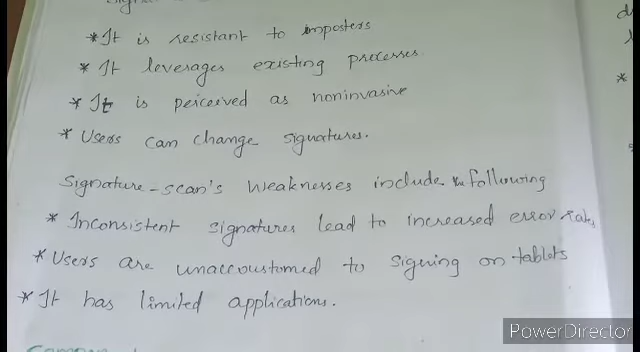 * It is resistant to imposters
* It leverages existing processes
* It is perceived as noninvasive
* Users can change signatures.
Signature-scan's weaknesses include the following
* Inconsistent signatures lead to increased error rates,
* Users are unaccoustomed to signing on tablets
* It has limited applications.
PowerDirector